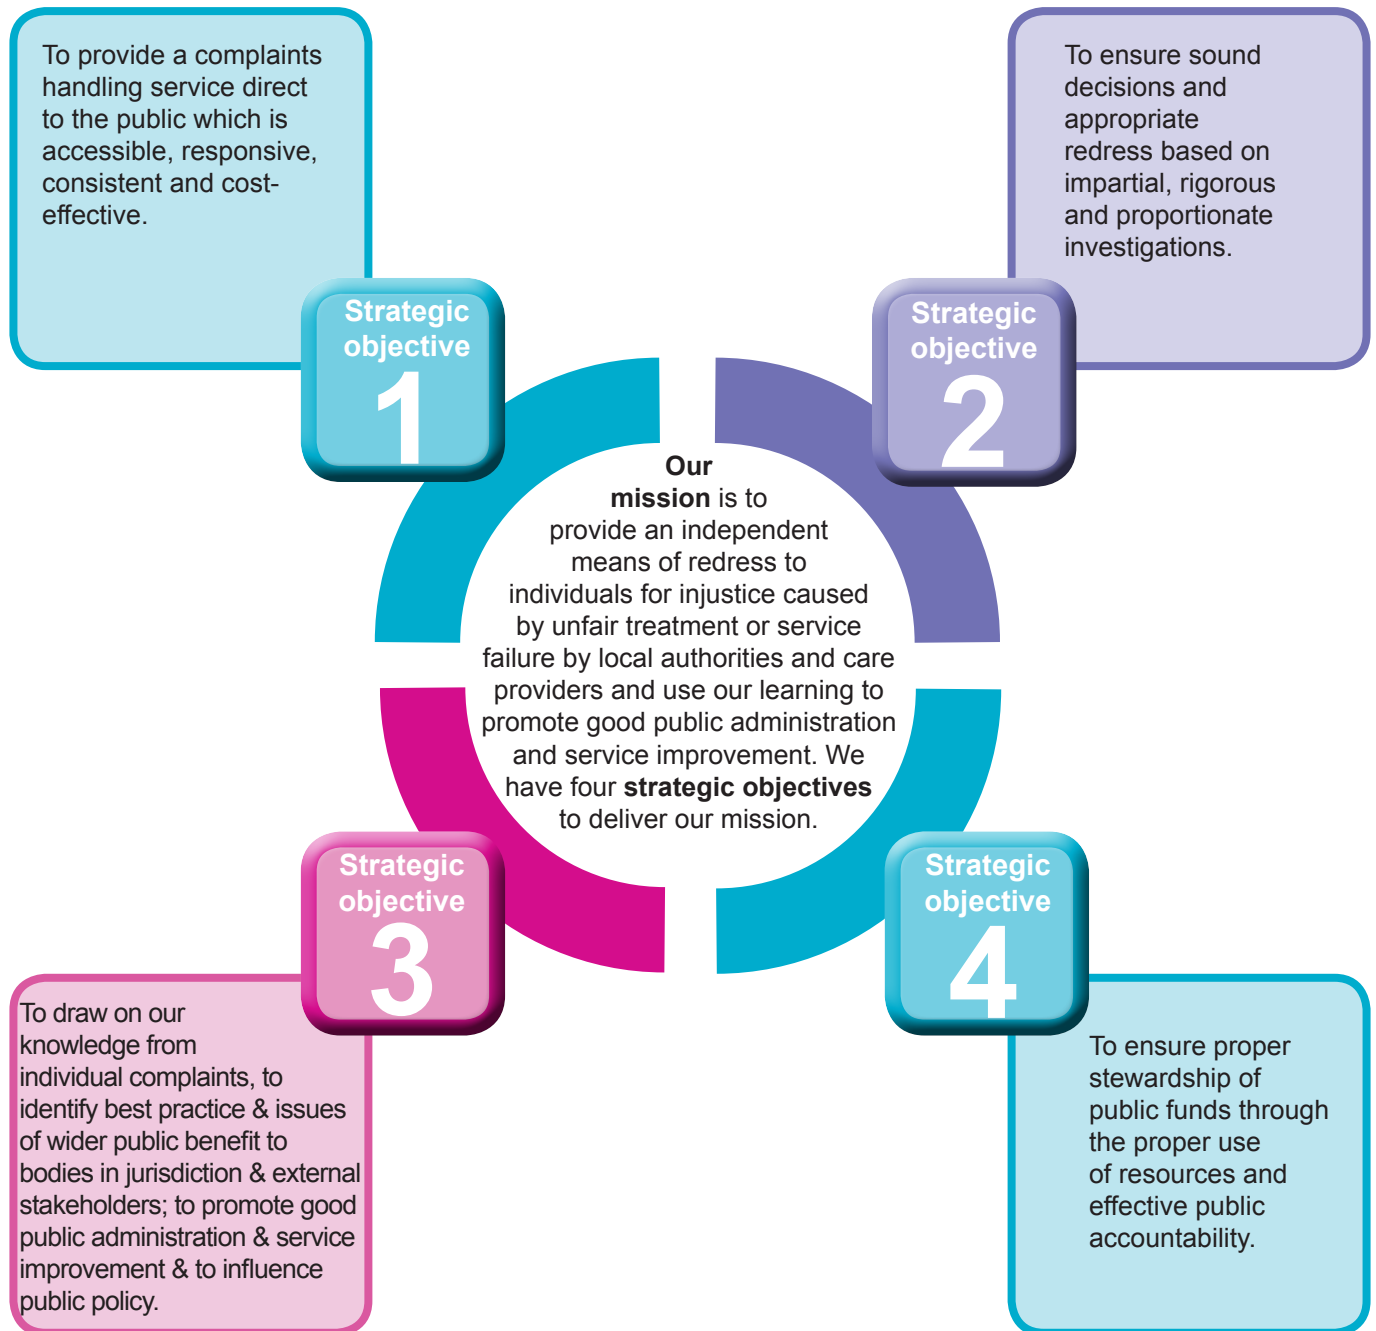 To provide a complaints
handling service direct
to the public which is
accessible, responsive,
consistent and cost-
effective.
Strategic
objective
1
To ensure sound
decisions and
appropriate
redress based on
impartial, rigorous
and proportionate
investigations.
Strategic
objective
2
Our
mission is to
provide an independent
means of redress to
individuals for injustice caused
by unfair treatment or service
failure by local authorities and care
providers and use our learning to
promote good public administration
and service improvement. We
have four strategic objectives
to deliver our mission.
Strategic
objective
3
To draw on our
knowledge from
individual complaints, to
identify best practice & issues
of wider public benefit to
bodies in jurisdiction & external
stakeholders; to promote good
public administration & service
improvement & to influence
public policy.
Strategic
objective
4
To ensure proper
stewardship of
public funds through
the proper use
of resources and
effective public
accountability.